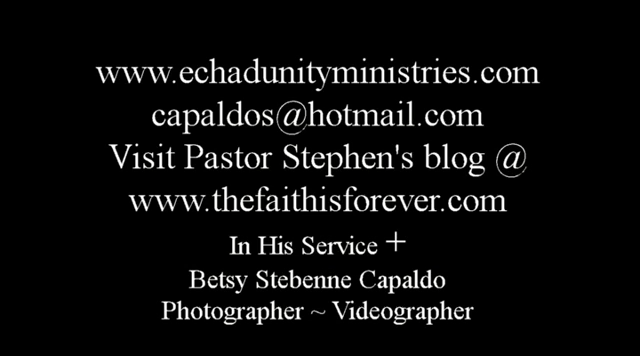 www.echadunityministries.com
capaldos@hotmail.com
Visit Pastor Stephen's blog @
www.thefaithisforever.com
In His Service +
Betsy Stebenne Capaldo
Photographer ~ Videographer